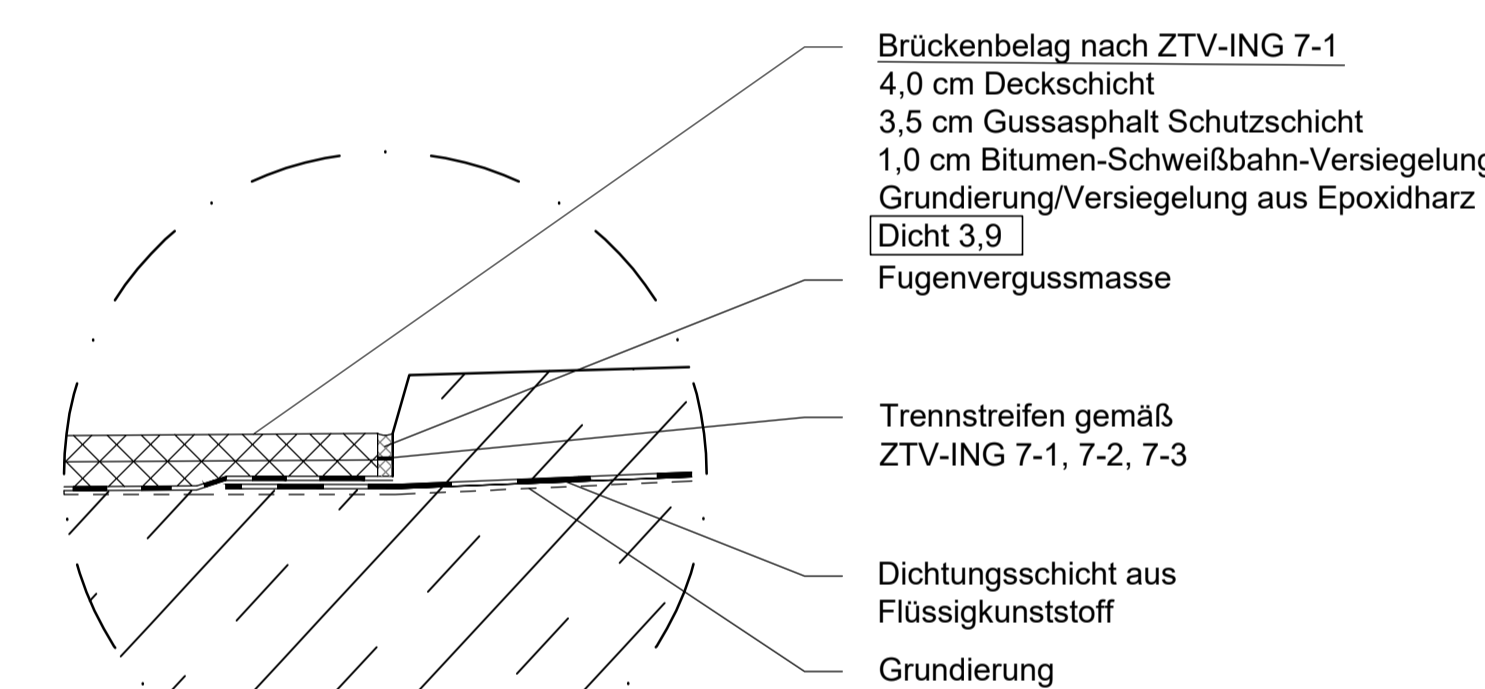 Brückenbelag nach ZTV-ING 7-1
4,0 cm Deckschicht
3,5 cm Gussasphalt Schutzschicht
1,0 cm Bitumen-Schweißbahn-Versiegelung
Grundierung/Versiegelung aus Epoxidharz
Dicht 3,9
Fugenvergussmasse
Trennstreifen gemäß
ZTV-ING 7-1, 7-2, 7-3
Dichtungsschicht aus
Flüssigkunststoff
Grundierung